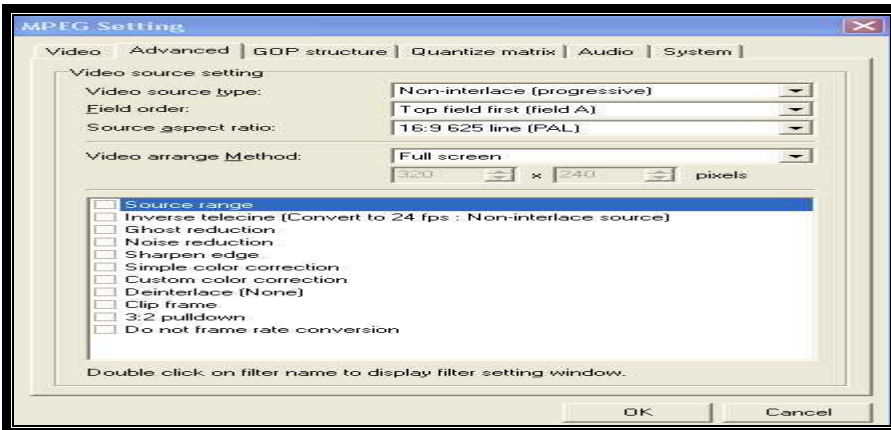 MPEG Setting
Video Advanced GOP structure Quantize matrix Audio System
Video source setting
Video source type: Non-interlace (progressive)
Field order: Top field first (field A)
Source aspect ratio: 16:9 625 line (PAL)
Video arrange Method: Full screen
320 x 240 pixels
Source range
Inverse telecine (Convert to 24 fps : Non-interlace source)
Ghost reduction
Noise reduction
Sharpen edge
Simple color correction
Custom color correction
Deinterlace (None)
Clip frame
3:2 pulldown
Do not frame rate conversion
Double click on filter name to display filter setting window.
OK Cancel